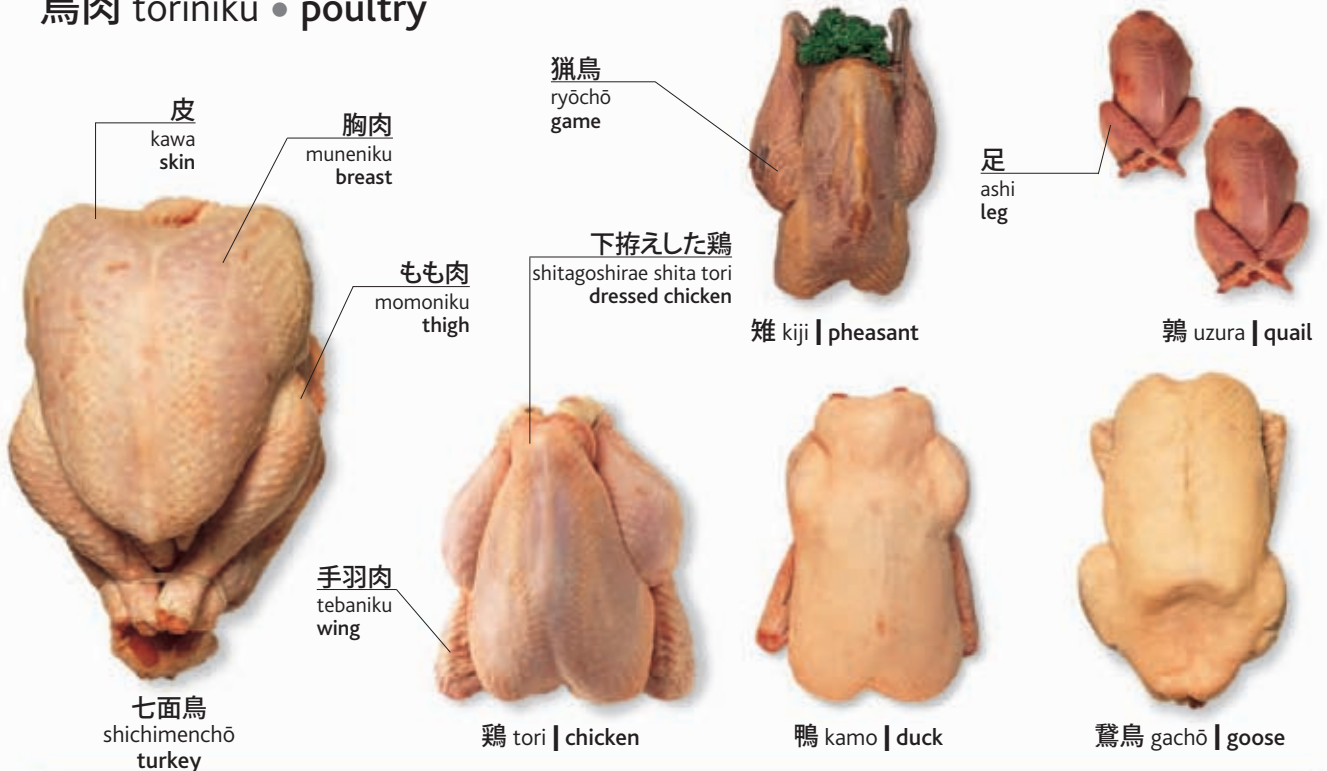 鳥肉 toriniku • poultry
皮
kawa
skin
胸肉
muneniku
breast
もも肉
momoniku
thigh
七面鳥
shichimenchō
turkey
下拵えした鶏
shitagoshirae shita tori
dressed chicken
手羽肉
tebaniku
wing
鶏 tori | chicken
猟鳥
ryōchō
game
雉 kiji | pheasant
足
ashi
leg
鶉 uzura | quail
鴨 kamo | duck
鵞鳥 gachō | goose